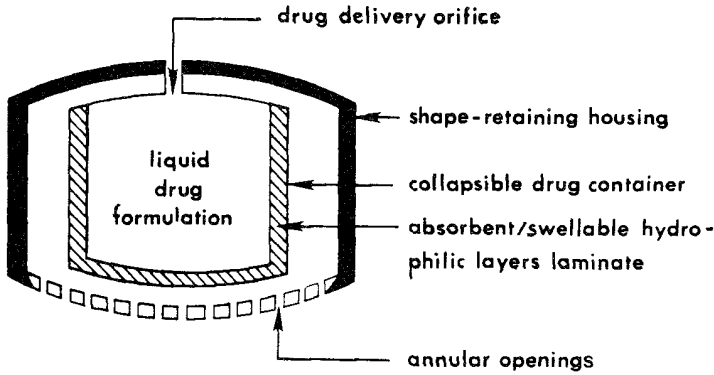 drug delivery orifice
shape-retaining housing
liquid
drug
formulation
collapsible drug container
absorbent/swellable hydro-
philic layers laminate
annular openings